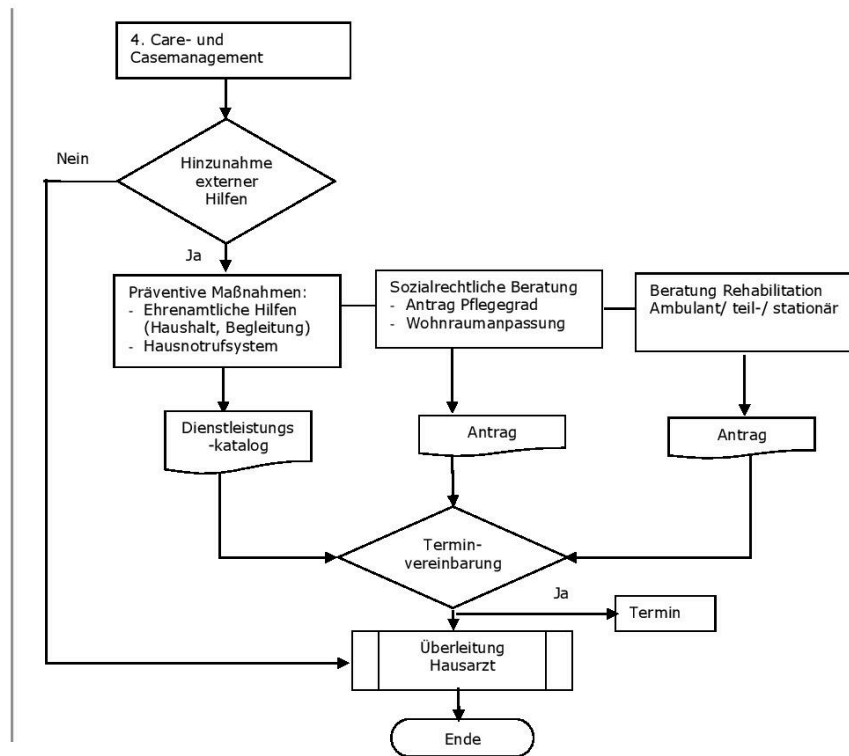 4. Care- und
Casemanagement
Nein
Hinzunahme
externer
Hilfen
Ja
Präventive Maßnahmen:
- Ehrenamtliche Hilfen
(Haushalt, Begleitung)
- Hausnotrufsystem
Sozialrechtliche Beratung
- Antrag Pflegegrad
- Wohnraumanpassung
Beratung Rehabilitation
Ambulant/ teil-/ stationär
Dienstleistungs
-katalog
Antrag
Antrag
Termin-
vereinbarung
Ja
Termin
Überleitung
Hausarzt
Ende